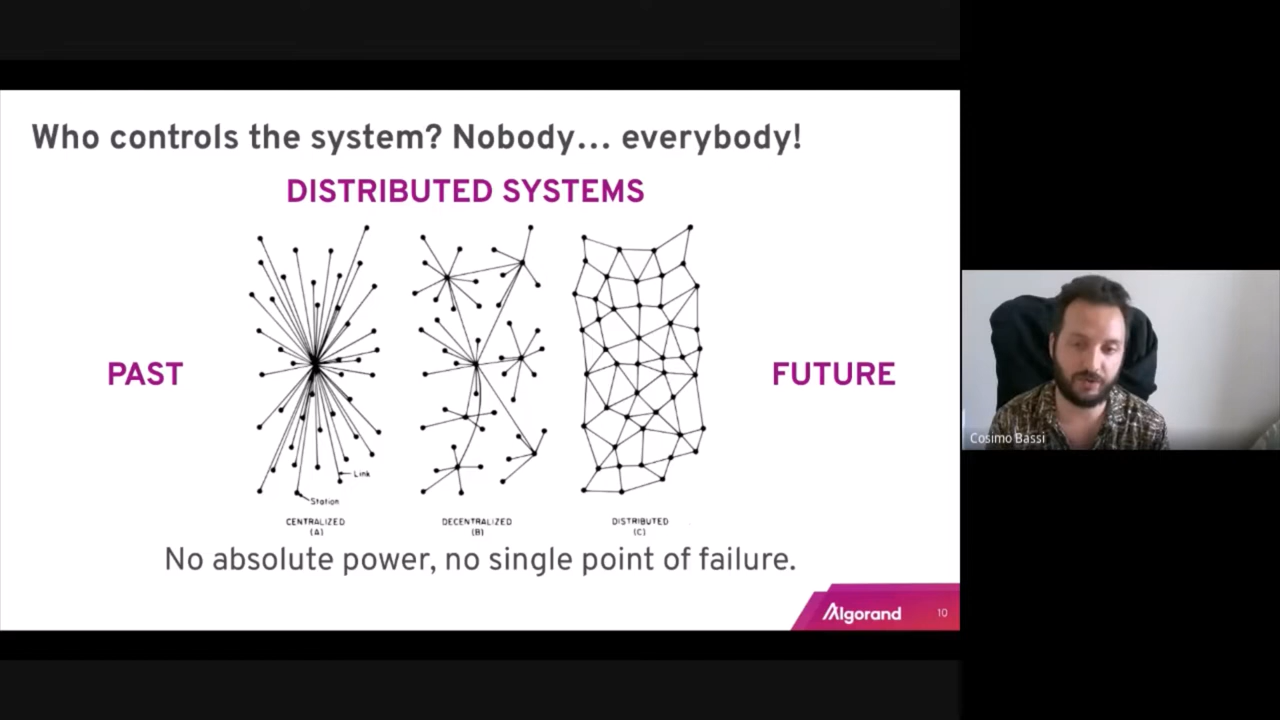 Who controls the system? Nobody... everybody!
DISTRIBUTED SYSTEMS
PAST
FUTURE
Link
Station
CENTRALIZED
(A)
DECENTRALIZED
(B)
DISTRIBUTED
(C)
No absolute power, no single point of failure.
Algorand
10
Cosimo Bassi